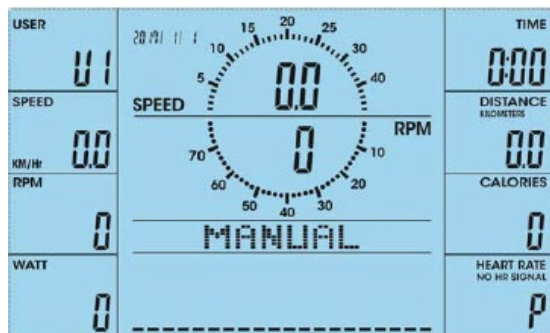 USER
U1
SPEED
KM/Hr 0.0
RPM
0
WATT
0
15 20 25
10 30
5 40
SPEED 0.0
0 RPM
70 10
60 20
50 40 30
MANUAL
TIME
0:00
DISTANCE
KILOMETERS
0.0
CALORIES
0
HEART RATE
NO HR SIGNAL
P